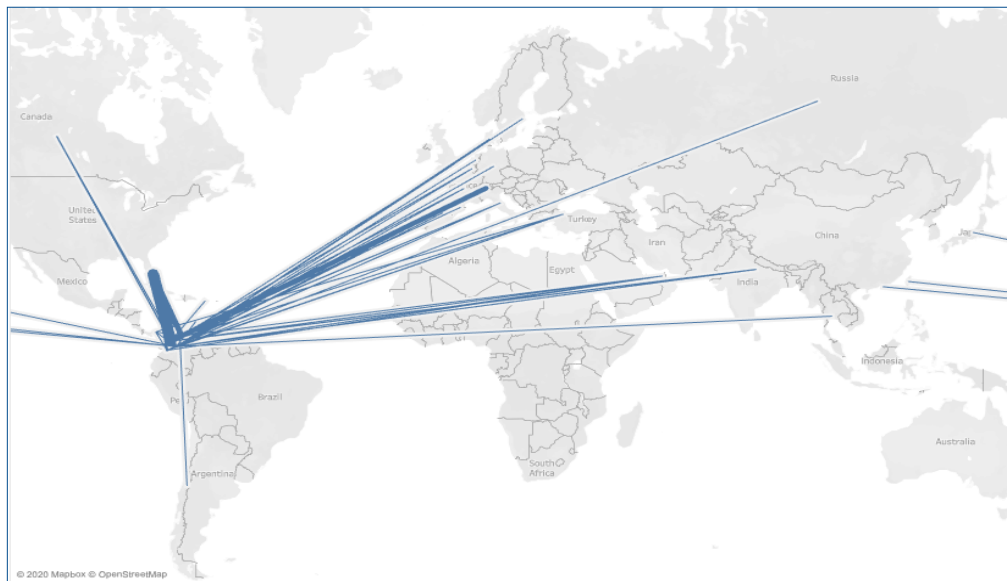 Russia
Canada
United
States
Turkey
China
Iran
Algeria
Egypt
Mexico
India
Indonesia
Brazil
Australia
South
Africa
Argentina
© 2020 Mapbox © OpenStreetMap